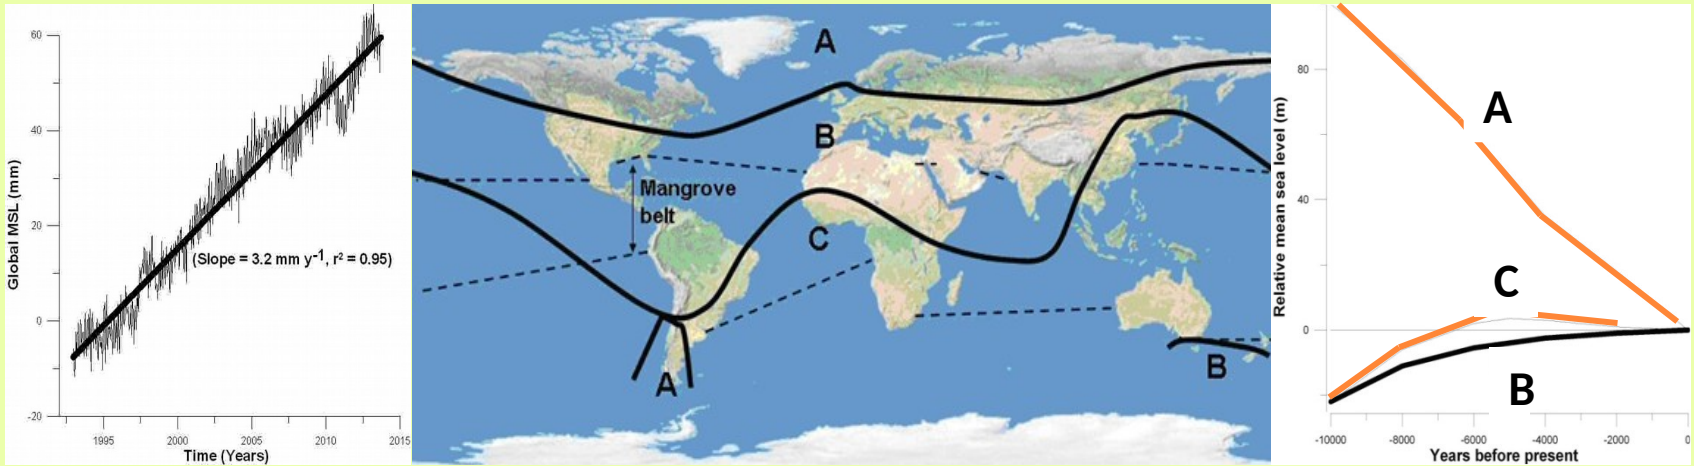 Global MSL (mm)
60
40
20
0
-20
(Slope = 3.2 mm y-1, r2 = 0.95)
1995
2000
2005
2010
2015
Time (Years)
A
B
Mangrove
belt
C
A
B
Relative mean sea level (m)
80
40
0
A
C
B
-10000
-8000
-6000
-4000
-2000
0
Years before present